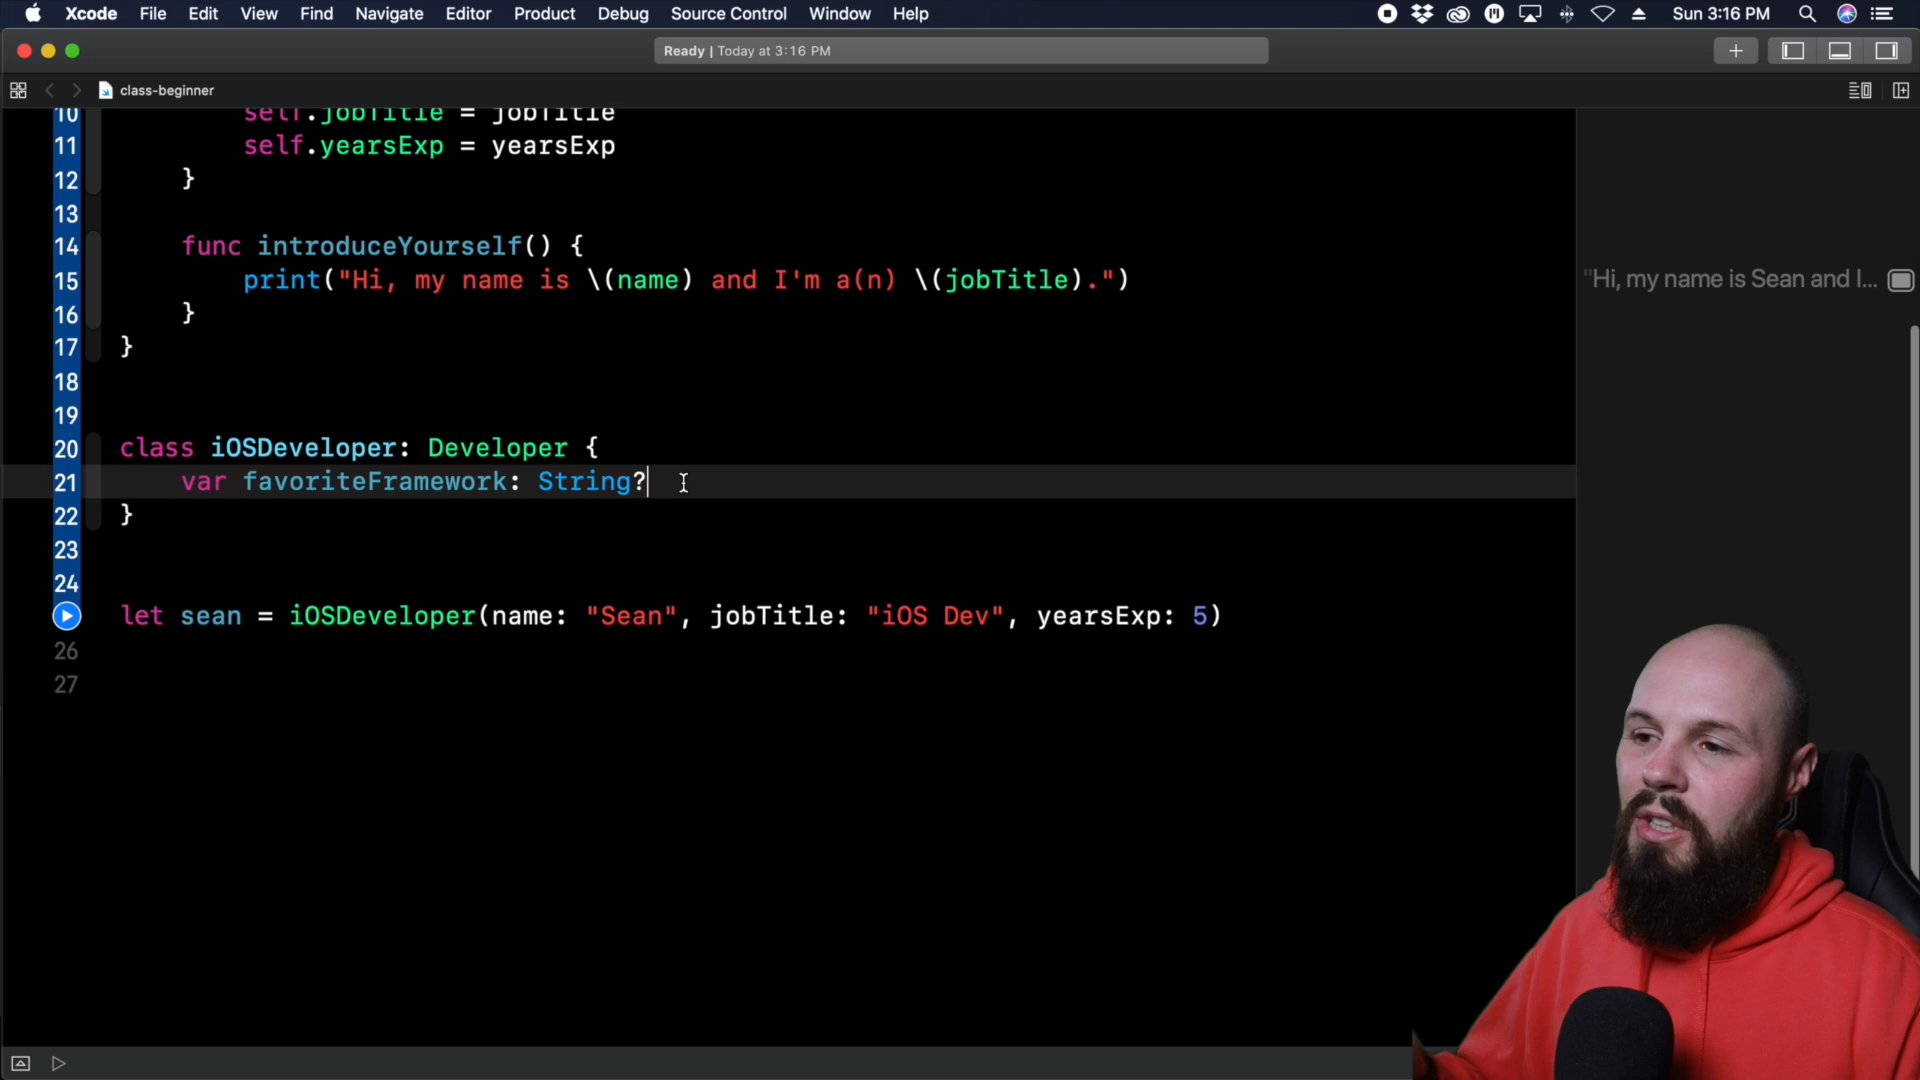 Xcode File Edit View Find Navigate Editor Product Debug Source Control Window Help Sun 3:16 PM
Ready | Today at 3:16 PM
class-beginner
10 self.jobTitle = jobTitle
11 self.yearsExp = yearsExp
12 }
13
14 func introduceYourself() {
15 print("Hi, my name is \(name) and I'm a(n) \(jobTitle).") "Hi, my name is Sean and I...
16 }
17 }
18
19
20 class iOSDeveloper: Developer {
21 var favoriteFramework: String?
22 }
23
24
let sean = iOSDeveloper(name: "Sean", jobTitle: "iOS Dev", yearsExp: 5)
26
27